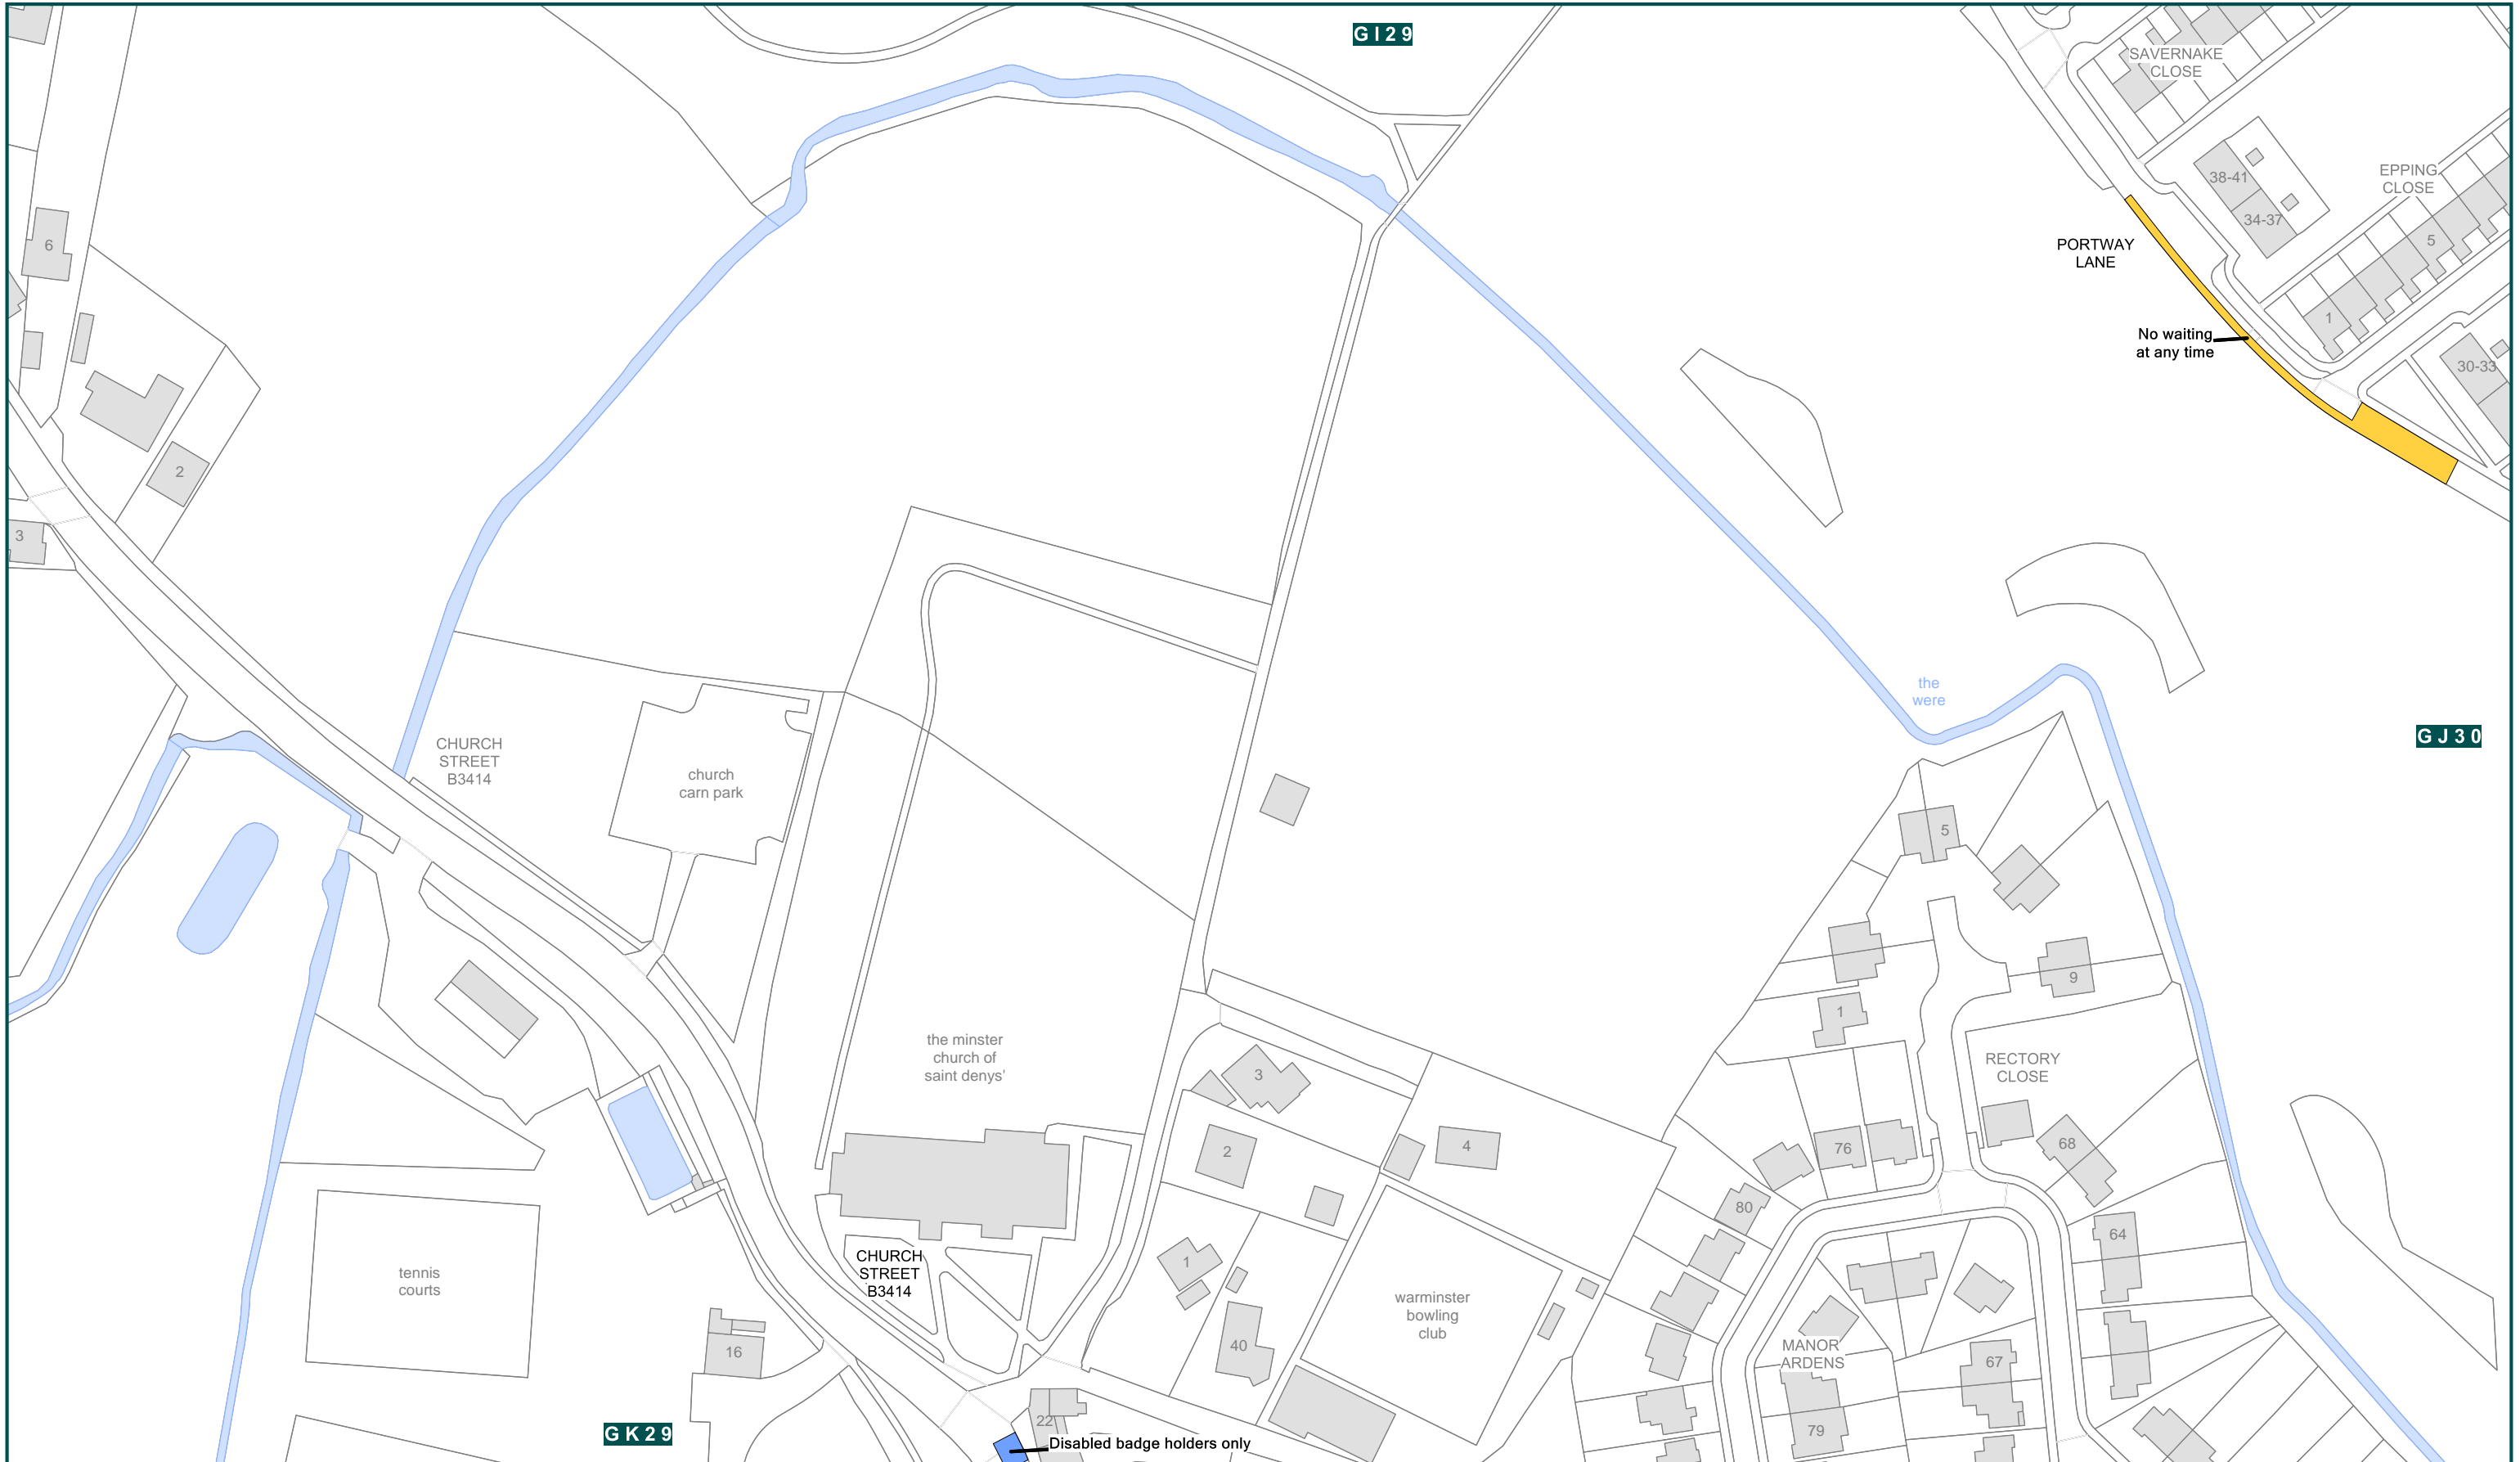 G I 2 9
SAVERNAKE
CLOSE
38-41
34-37
EPPING
CLOSE
5
1
30-33
PORTWAY
LANE
No waiting
at any time
6
2
3
the
were
G J 3 0
CHURCH
STREET
B3414
church
carn park
5
9
1
RECTORY
CLOSE
the minster
church of
saint denys'
3
2
4
76
68
80
64
1
40
CHURCH
STREET
B3414
tennis
courts
warminster
bowling
club
16
MANOR
ARDENS
67
79
22
G K 2 9
Disabled badge holders only